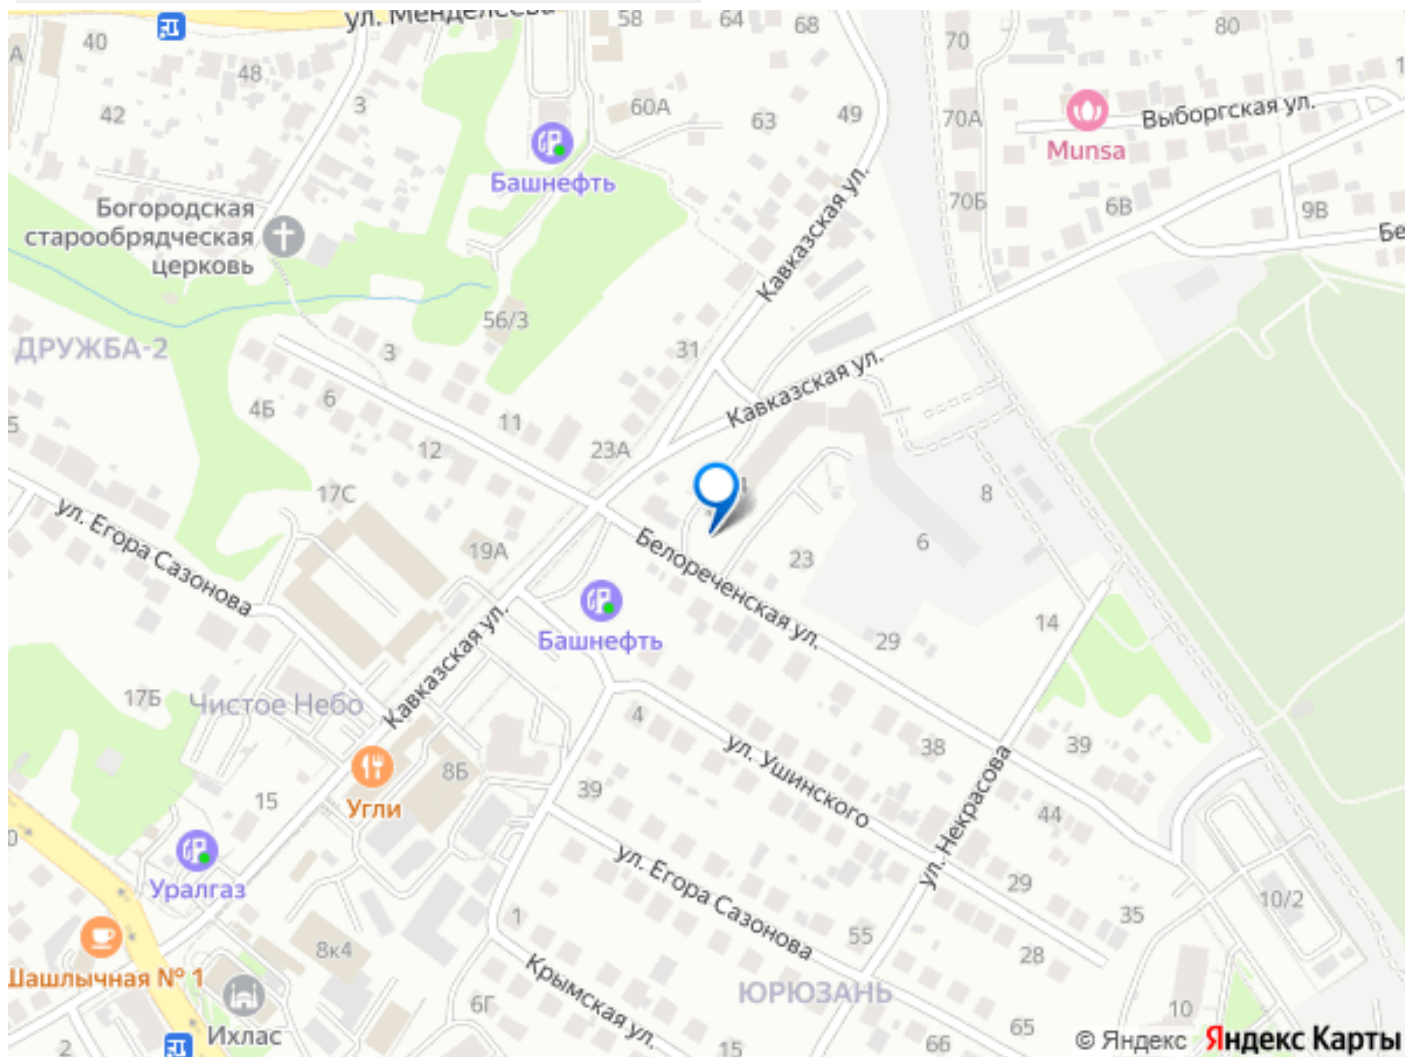 ул. Менделеева
58
64
68
70
80
40
48
3
42
60А
63
49
70А
Выборгская ул.
Munsa
Башнефть
Богородская
старообрядческая
церковь
Кавказская ул.
70Б
6В
9В
Бе
56/3
ДРУЖБА-2
3
31
Кавказская ул.
4Б
6
11
12
23А
17С
8
ул. Егора Сазонова
19А
Белореченская ул.
23
6
Башнефть
29
14
Кавказская ул.
17Б
Чистое Небо
4
ул. Ушинского
38
39
8Б
Угли
39
15
44
ул. Некрасова
Уралгаз
ул. Егора Сазонова
29
10/2
1
35
55
28
8к4
Шашлычная № 1
Крымская ул.
ЮРЮЗАНЬ
6Г
10
Ихлас
65
66
15
2
© Яндекс Яндекс Карты